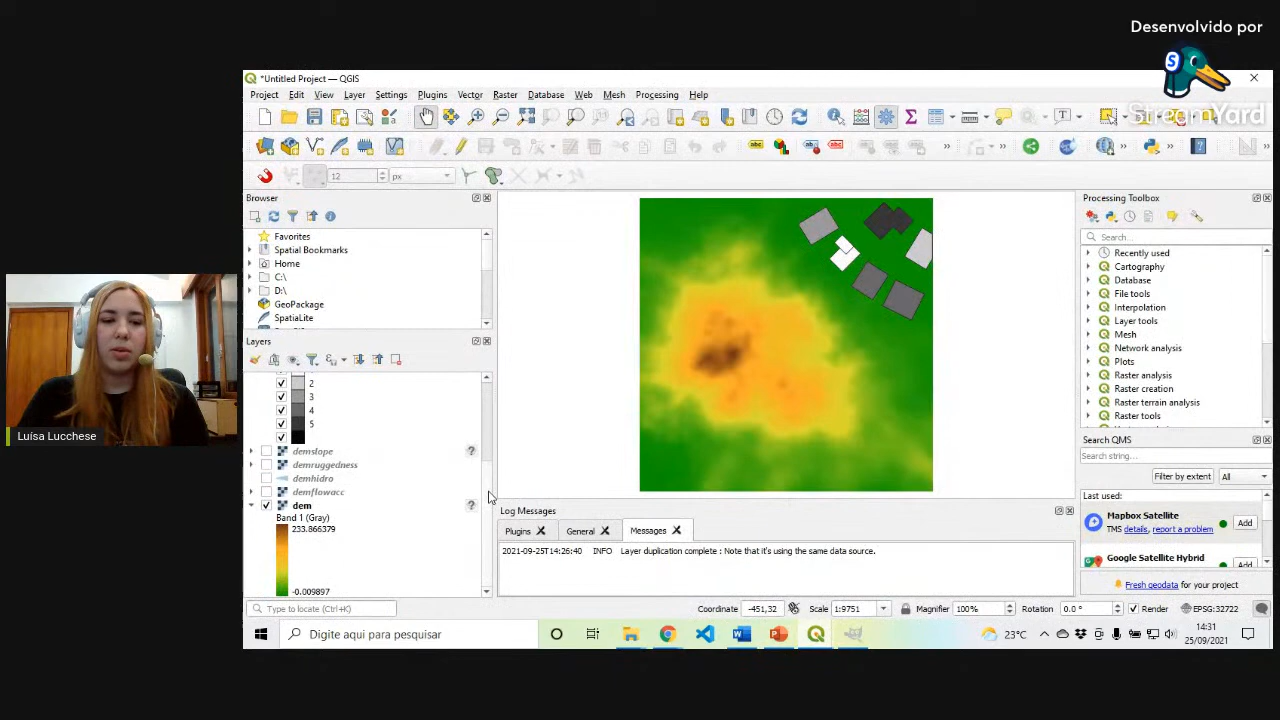 Desenvolvido por
StreamYard
*Untitled Project — QGIS
Project Edit View Layer Settings Plugins Vector Raster Database Web Mesh Processing Help
12 px
Browser
Favorites
Spatial Bookmarks
Home
C:\
D:\
GeoPackage
SpatiaLite
Layers
2
3
4
5
demslope
demruggedness
demhidro
demflowacc
dem
Band 1 (Gray)
233.866379
-0.009897
Processing Toolbox
Search...
Recently used
Cartography
Database
File tools
Interpolation
Layer tools
Mesh
Network analysis
Plots
Raster analysis
Raster creation
Raster terrain analysis
Raster tools
Search QMS
Search string...
Filter by extent All
Last used:
Mapbox Satellite
TMS details, report a problem Add
Google Satellite Hybrid
Add
Fresh geodata for your project
Log Messages
Plugins General Messages
2021-09-25T14:26:40 INFO Layer duplication complete : Note that it's using the same data source.
Type to locate (Ctrl+K) Coordinate -451,32 Scale 1:9751 Magnifier 100% Rotation 0.0 ° Render EPSG:32722
Digite aqui para pesquisar 23°C 14:31
25/09/2021
Luísa Lucchese